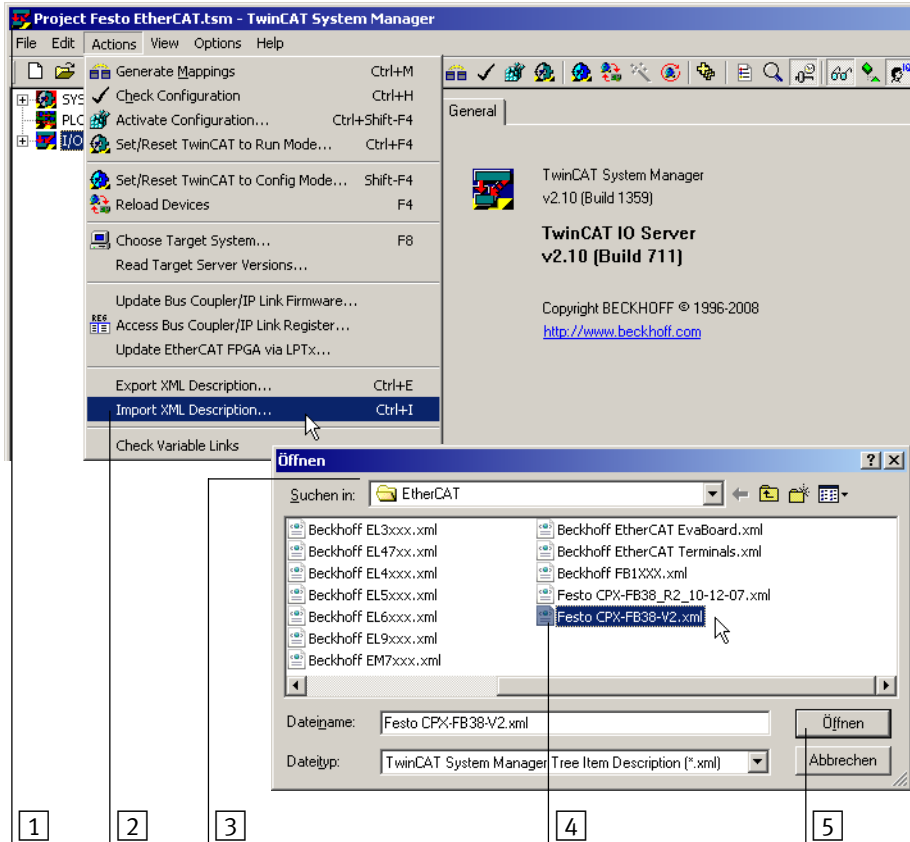 Project Festo EtherCAT.tsm - TwinCAT System Manager
File Edit Actions View Options Help
Generate Mappings Ctrl+M
Check Configuration Ctrl+H
Activate Configuration... Ctrl+Shift-F4
Set/Reset TwinCAT to Run Mode... Ctrl+F4
Set/Reset TwinCAT to Config Mode... Shift-F4
Reload Devices F4
Choose Target System... F8
Read Target Server Versions...
Update Bus Coupler/IP Link Firmware...
Access Bus Coupler/IP Link Register...
Update EtherCAT FPGA via LPTx...
Export XML Description... Ctrl+E
Import XML Description... Ctrl+I
Check Variable Links
SYS
PLC
I/O
General
TwinCAT System Manager
v2.10 (Build 1359)
TwinCAT IO Server
v2.10 (Build 711)
Copyright BECKHOFF © 1996-2008
http://www.beckhoff.com
Öffnen
Suchen in: EtherCAT
Beckhoff EL3xxx.xml
Beckhoff EL47xx.xml
Beckhoff EL4xxx.xml
Beckhoff EL5xxx.xml
Beckhoff EL6xxx.xml
Beckhoff EL9xxx.xml
Beckhoff EM7xxx.xml
Beckhoff EtherCAT EvaBoard.xml
Beckhoff EtherCAT Terminals.xml
Beckhoff FB1XXX.xml
Festo CPX-FB38_R2_10-12-07.xml
Festo CPX-FB38-V2.xml
Dateiname: Festo CPX-FB38-V2.xml Öffnen
Dateityp: TwinCAT System Manager Tree Item Description (*.xml) Abbrechen
1 2 3 4 5